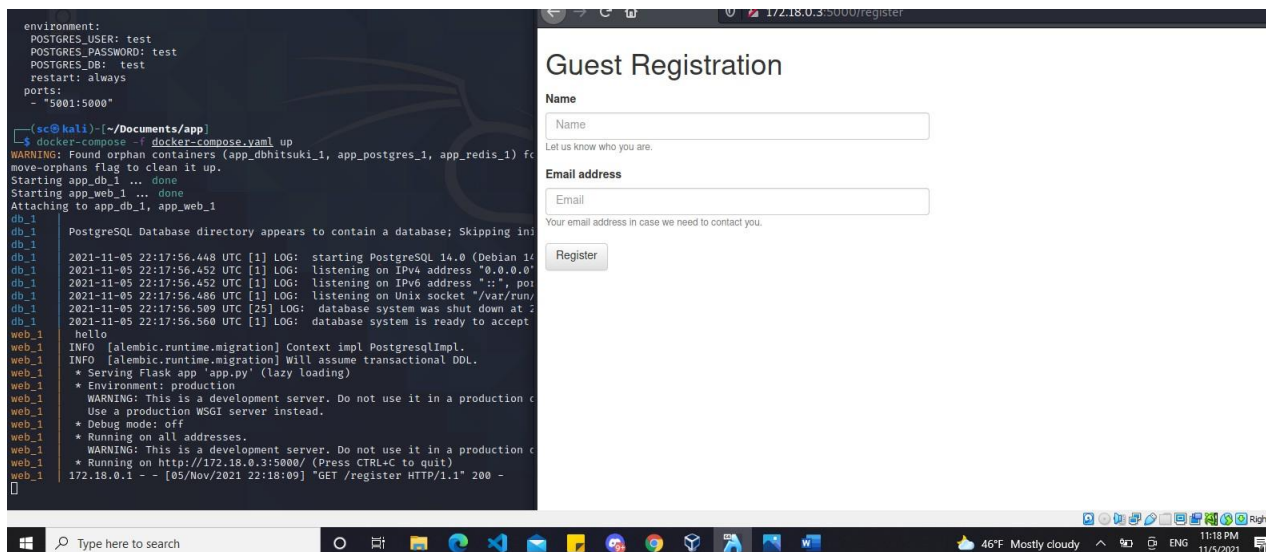 environment:
POSTGRES_USER: test
POSTGRES_PASSWORD: test
POSTGRES_DB:  test
restart: always
ports:
- "5001:5000"
(sc㉿kali)-[~/Documents/app]
$ docker-compose -f docker-compose.yaml up
WARNING: Found orphan containers (app_dbhitsuki_1, app_postgres_1, app_redis_1) fo
move-orphans flag to clean it up.
Starting app_db_1 ... done
Starting app_web_1 ... done
Attaching to app_db_1, app_web_1
db_1 |
db_1 | PostgreSQL Database directory appears to contain a database; Skipping ini
db_1 |
db_1 | 2021-11-05 22:17:56.448 UTC [1] LOG:  starting PostgreSQL 14.0 (Debian 14
db_1 | 2021-11-05 22:17:56.452 UTC [1] LOG:  listening on IPv4 address "0.0.0.0"
db_1 | 2021-11-05 22:17:56.452 UTC [1] LOG:  listening on IPv6 address "::", por
db_1 | 2021-11-05 22:17:56.486 UTC [1] LOG:  listening on Unix socket "/var/run/
db_1 | 2021-11-05 22:17:56.509 UTC [25] LOG:  database system was shut down at 2
db_1 | 2021-11-05 22:17:56.560 UTC [1] LOG:  database system is ready to accept
web_1 | hello
web_1 | INFO  [alembic.runtime.migration] Context impl PostgresqlImpl.
web_1 | INFO  [alembic.runtime.migration] Will assume transactional DDL.
web_1 | * Serving Flask app 'app.py' (lazy loading)
web_1 | * Environment: production
web_1 | WARNING: This is a development server. Do not use it in a production d
web_1 | Use a production WSGI server instead.
web_1 | * Debug mode: off
web_1 | * Running on all addresses.
web_1 | WARNING: This is a development server. Do not use it in a production d
web_1 | * Running on http://172.18.0.3:5000/ (Press CTRL+C to quit)
web_1 | 172.18.0.1 - - [05/Nov/2021 22:18:09] "GET /register HTTP/1.1" 200 -
172.18.0.3:5000/register
Guest Registration
Name
Name
Let us know who you are.
Email address
Email
Your email address in case we need to contact you.
Register
Righ
Type here to search
46°F Mostly cloudy
ENG
11:18 PM
11/5/2021